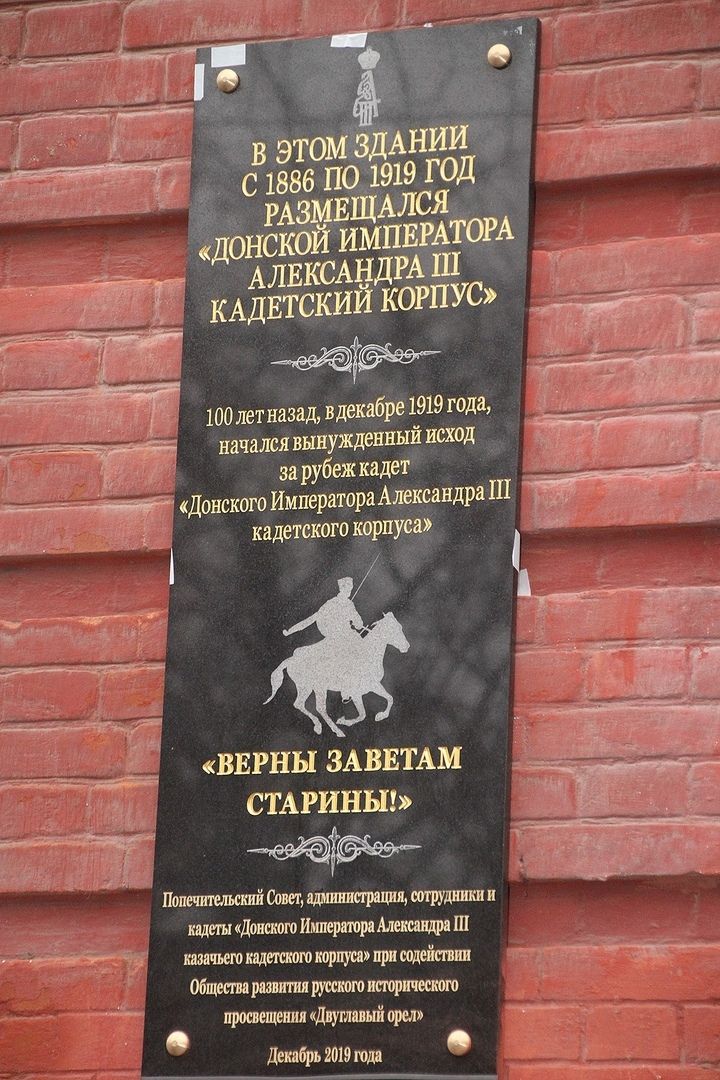 В ЭТОМ ЗДАНИИ
С 1886 ПО 1919 ГОД
РАЗМЕЩАЛСЯ
«ДОНСКОЙ ИМПЕРАТОРА
АЛЕКСАНДРА III
КАДЕТСКИЙ КОРПУС»
100 лет назад, в декабре 1919 года,
начался вынужденный исход
за рубеж кадет
«Донского Императора Александра III
кадетского корпуса»
«ВЕРНЫ ЗАВЕТАМ
СТАРИНЫ!»
Попечительский Совет, администрация, сотрудники и
кадеты «Донского Императора Александра III
казачьего кадетского корпуса» при содействии
Общества развития русского исторического
просвещения «Двуглавый орел»
Декабрь 2019 года